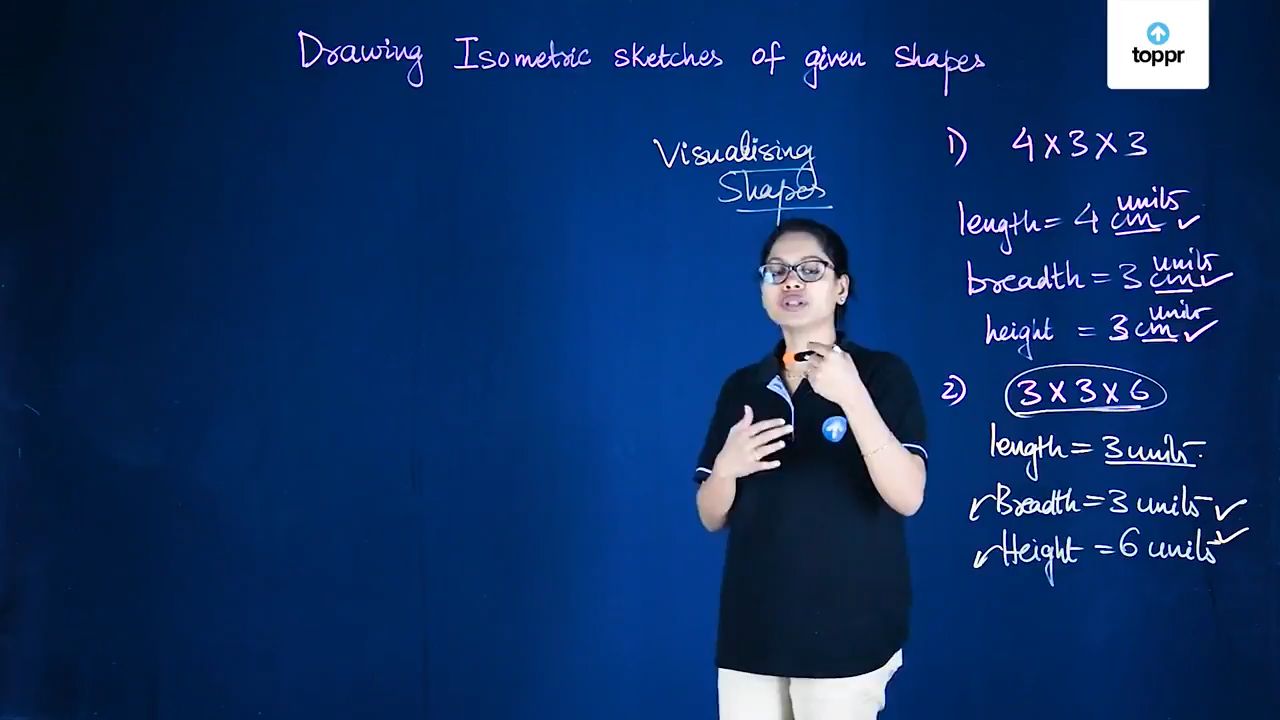 Drawing Isometric sketches of given shapes
toppr
Visualising
Shapes
1) 4 x 3 x 3
units
length = 4 cm ✓
units
breadth = 3 cm ✓
units
height = 3 cm ✓
2) 3 x 3 x 6
length = 3 units.
✓ Breadth = 3 units ✓
✓ Height = 6 units ✓